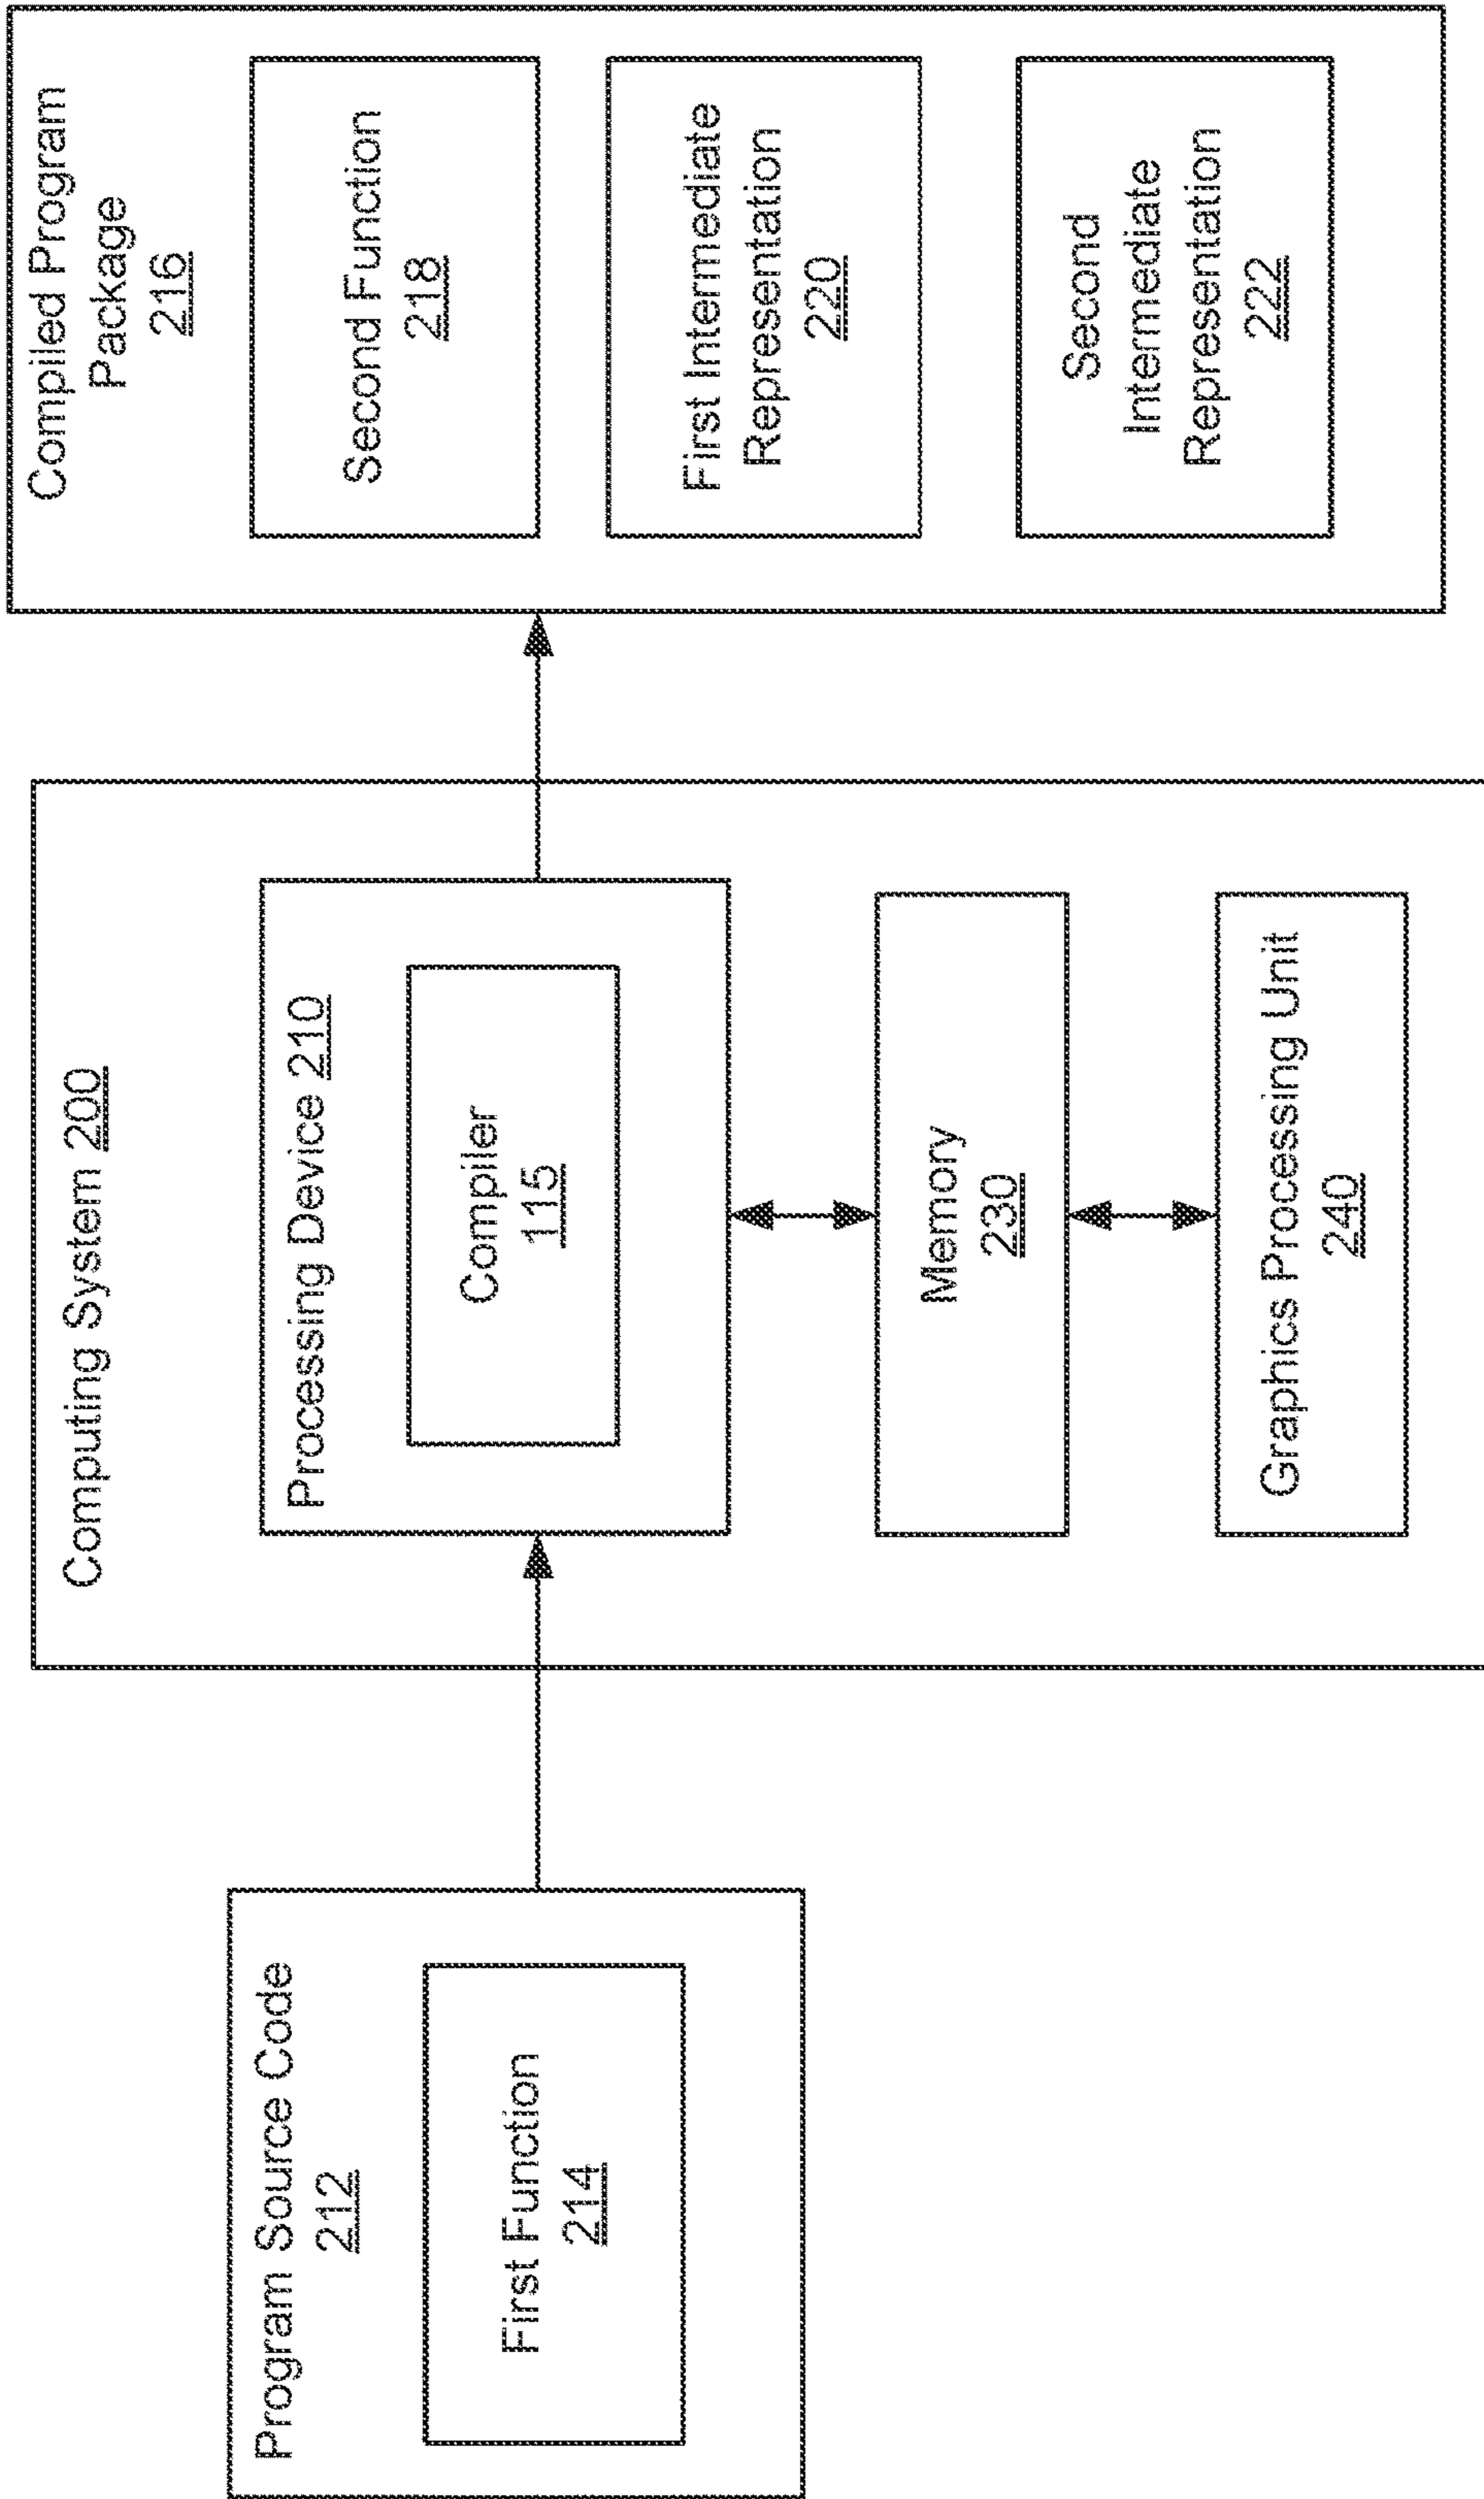 Program Source Code
212
First Function
214
Computing System 200
Processing Device 210
Compiler
115
Memory
230
Graphics Processing Unit
240
Compiled Program
Package
216
Second Function
218
First Intermediate
Representation
220
Second
Intermediate
Representation
222